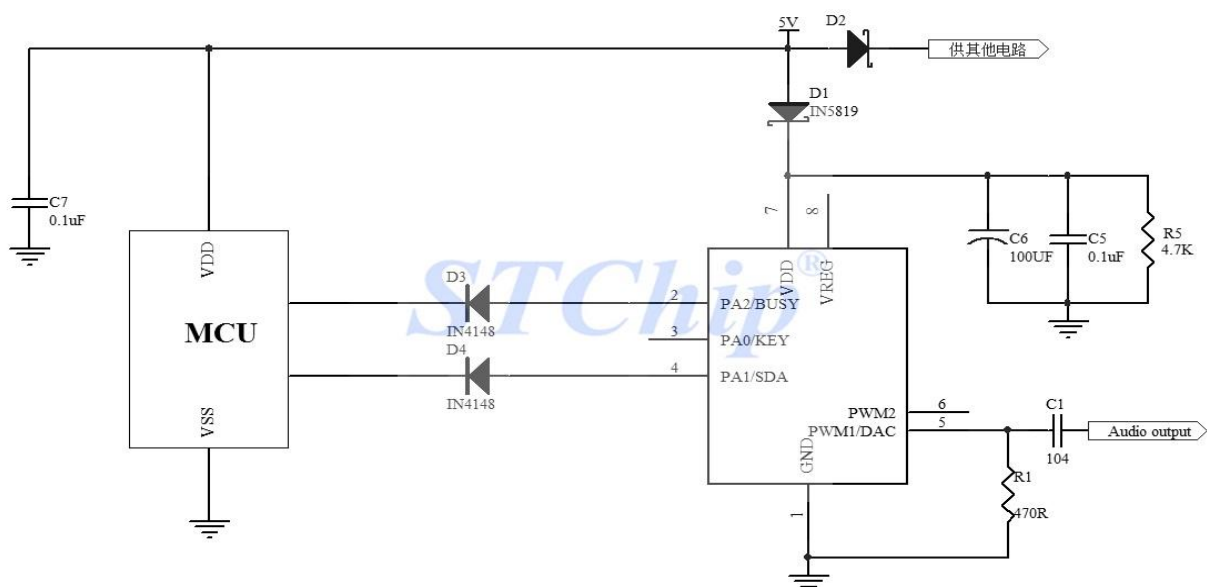 5V
D2
供其他电路
D1
IN5819
C7
0.1uF
7
8
C6
100UF
C5
0.1uF
R5
4.7K
VDD
VDD
VREG
STChip®
D3
2
PA2/BUSY
MCU
IN4148
3
PA0/KEY
D4
4
PA1/SDA
IN4148
VSS
PWM2
6
PWM1/DAC
5
C1
104
Audio output
GND
R1
470R
1